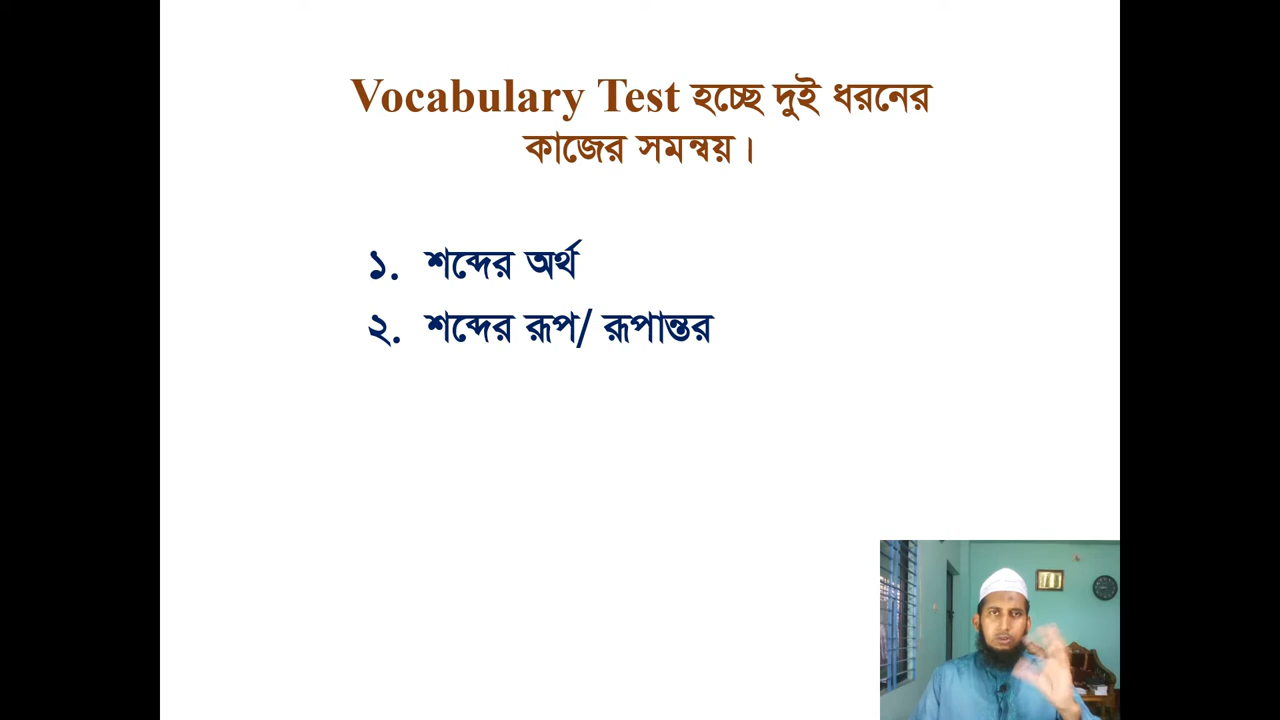 Vocabulary Test হচ্ছে দুই ধরনের
কাজের সমন্বয়।
১. শব্দের অর্থ
২. শব্দের রূপ/ রূপান্তর